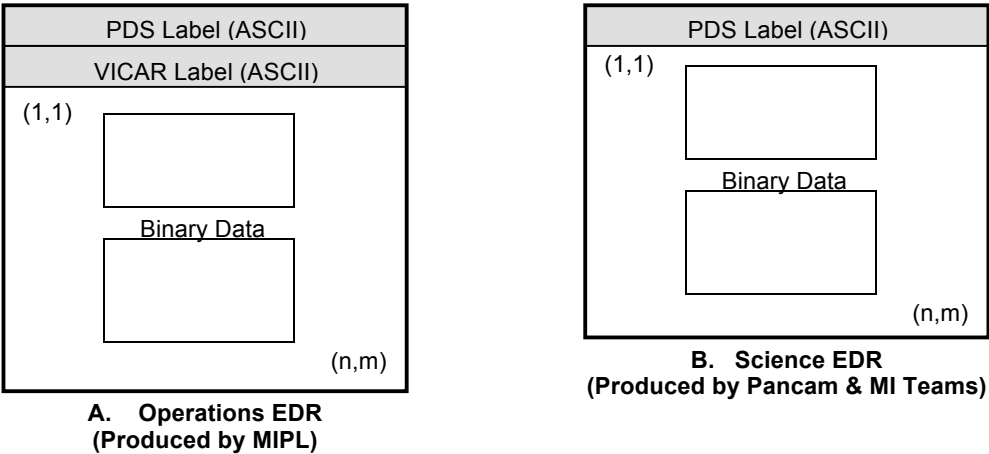 PDS Label (ASCII)
VICAR Label (ASCII)
(1,1)
Binary Data
(n,m)
A. Operations EDR
(Produced by MIPL)
PDS Label (ASCII)
(1,1)
Binary Data
(n,m)
B. Science EDR
(Produced by Pancam & MI Teams)